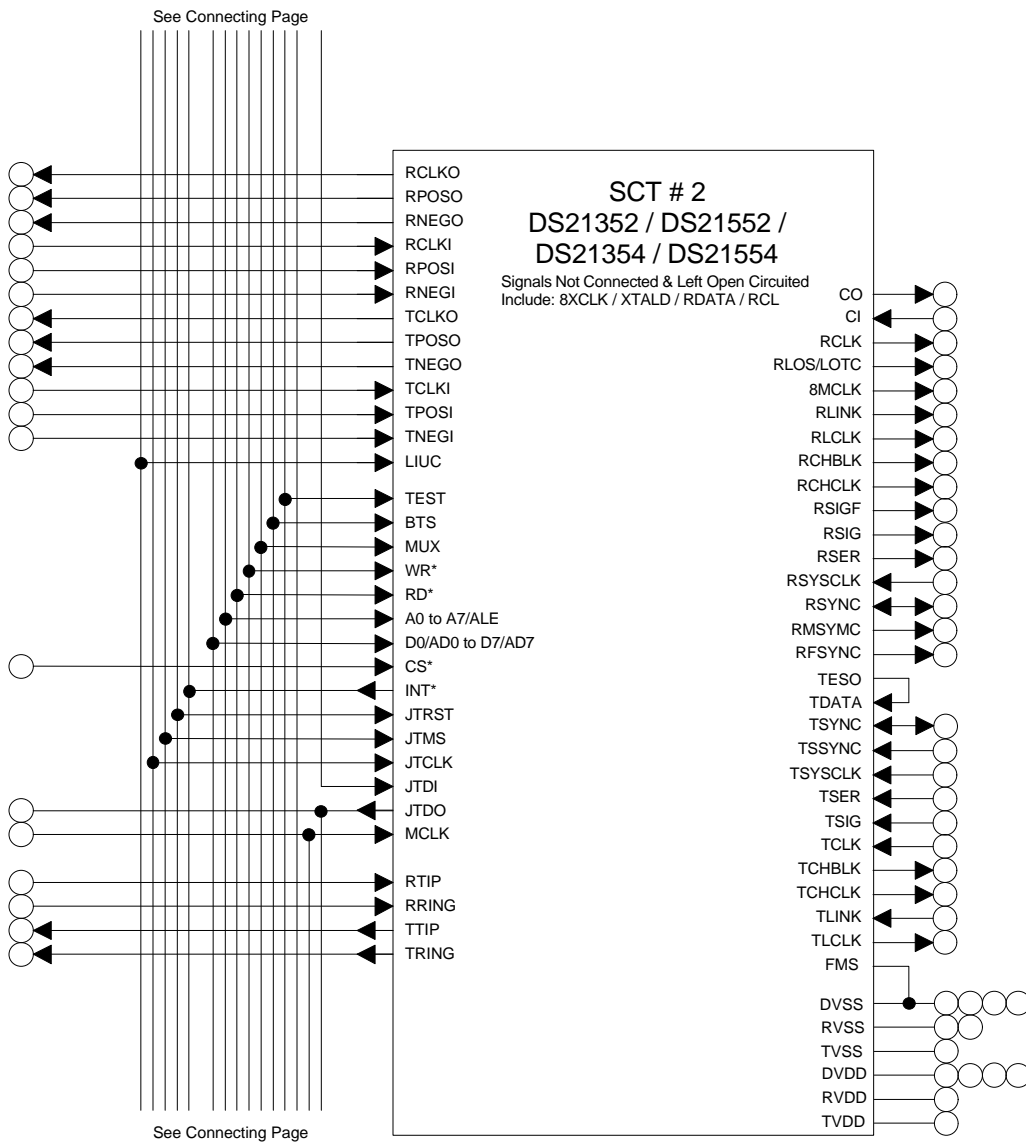 See Connecting Page
SCT # 2
DS21352 / DS21552 /
DS21354 / DS21554
Signals Not Connected & Left Open Circuited
Include: 8XCLK / XTALD / RDATA / RCL
RCLKO
RPOSO
RNEGO
RCLKI
RPOSI
RNEGI
TCLKO
TPOSO
TNEGO
TCLKI
TPOSI
TNEGI
LIUC
TEST
BTS
MUX
WR*
RD*
A0 to A7/ALE
D0/AD0 to D7/AD7
CS*
INT*
JTRST
JTMS
JTCLK
JTDI
JTDO
MCLK
RTIP
RRING
TTIP
TRING
CO
CI
RCLK
RLOS/LOTC
8MCLK
RLINK
RLCLK
RCHBLK
RCHCLK
RSIGF
RSIG
RSER
RSYSCLK
RSYNC
RMSYMC
RFSYNC
TESO
TDATA
TSYNC
TSSYNC
TSYSCLK
TSER
TSIG
TCLK
TCHBLK
TCHCLK
TLINK
TLCLK
FMS
DVSS
RVSS
TVSS
DVDD
RVDD
TVDD
See Connecting Page